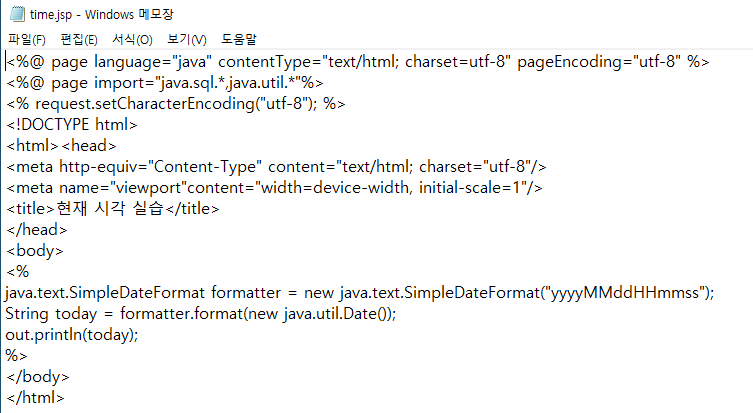 time.jsp - Windows 메모장
파일(F) 편집(E) 서식(O) 보기(V) 도움말
<%@ page language="java" contentType="text/html; charset=utf-8" pageEncoding="utf-8" %>
<%@ page import="java.sql.*,java.util.*"%>
<% request.setCharacterEncoding("utf-8"); %>
<!DOCTYPE html>
<html><head>
<meta http-equiv="Content-Type" content="text/html; charset="utf-8"/>
<meta name="viewport"content="width=device-width, initial-scale=1"/>
<title>현재 시각 실습</title>
</head>
<body>
<%
java.text.SimpleDateFormat formatter = new java.text.SimpleDateFormat("yyyyMMddHHmmss");
String today = formatter.format(new java.util.Date());
out.println(today);
%>
</body>
</html>